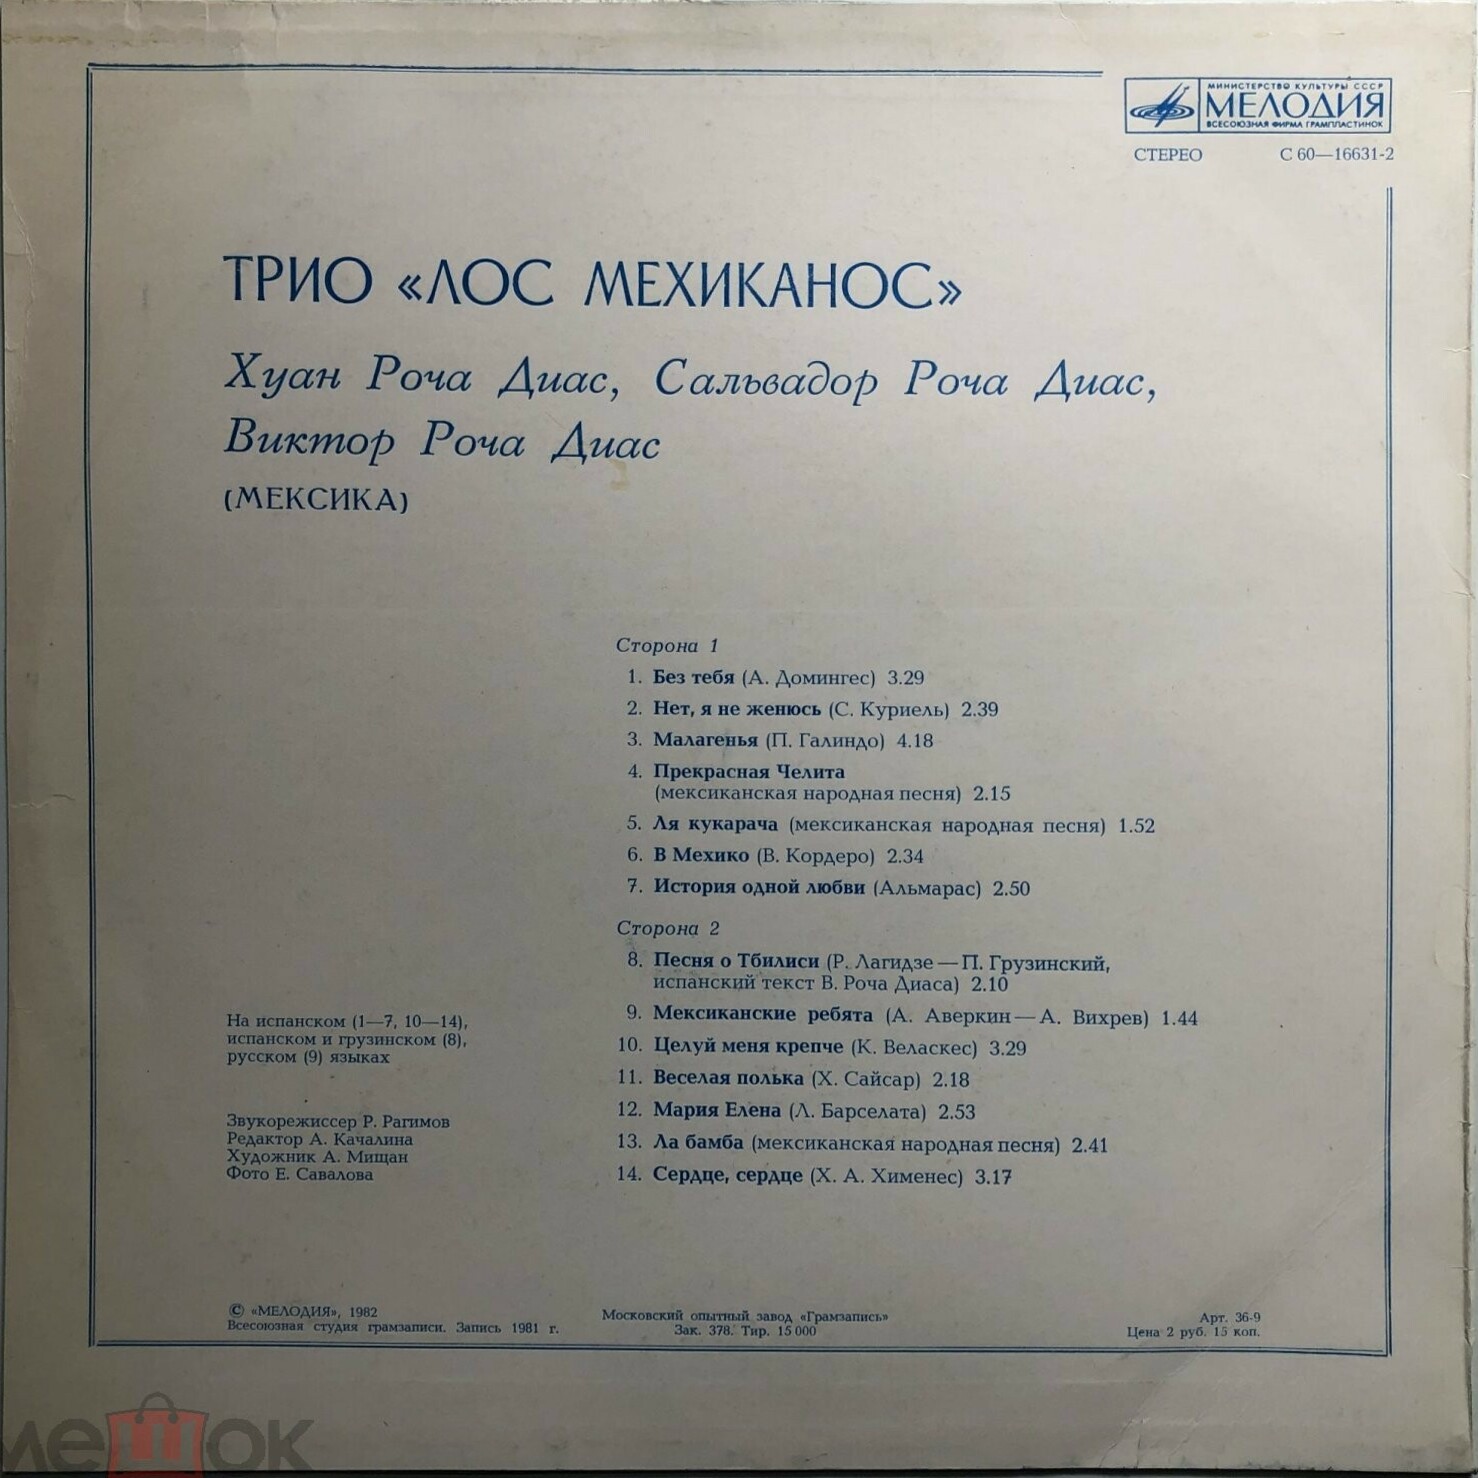 МИНИСТЕРСТВО КУЛЬТУРЫ СССР
МЕЛОДИЯ
ВСЕСОЮЗНАЯ ФИРМА ГРАМПЛАСТИНОК
СТЕРЕО С 60—16631-2
ТРИО «ЛОС МЕХИКАНОС»
Хуан Роча Диас, Сальвадор Роча Диас,
Виктор Роча Диас
(МЕКСИКА)
Сторона 1
1. Без тебя (А. Домингес) 3.29
2. Нет, я не женюсь (С. Куриель) 2.39
3. Малагенья (П. Галиндо) 4.18
4. Прекрасная Челита
(мексиканская народная песня) 2.15
5. Ля кукарача (мексиканская народная песня) 1.52
6. В Мехико (В. Кордеро) 2.34
7. История одной любви (Альмарас) 2.50
Сторона 2
8. Песня о Тбилиси (Р. Лагидзе — П. Грузинский,
испанский текст В. Роча Диаса) 2.10
9. Мексиканские ребята (А. Аверкин — А. Вихрев) 1.44
10. Целуй меня крепче (К. Веласкес) 3.29
11. Веселая полька (Х. Сайсар) 2.18
12. Мария Елена (Л. Барселата) 2.53
13. Ла бамба (мексиканская народная песня) 2.41
14. Сердце, сердце (Х. А. Хименес) 3.17
На испанском (1—7, 10—14),
испанском и грузинском (8),
русском (9) языках
Звукорежиссер Р. Рагимов
Редактор А. Качалина
Художник А. Мищан
Фото Е. Савалова
© «МЕЛОДИЯ», 1982
Всесоюзная студия грамзаписи. Запись 1981 г.
Московский опытный завод «Грамзапись»
Зак. 378. Тир. 15 000
Арт. 36-9
Цена 2 руб. 15 коп.
мешок